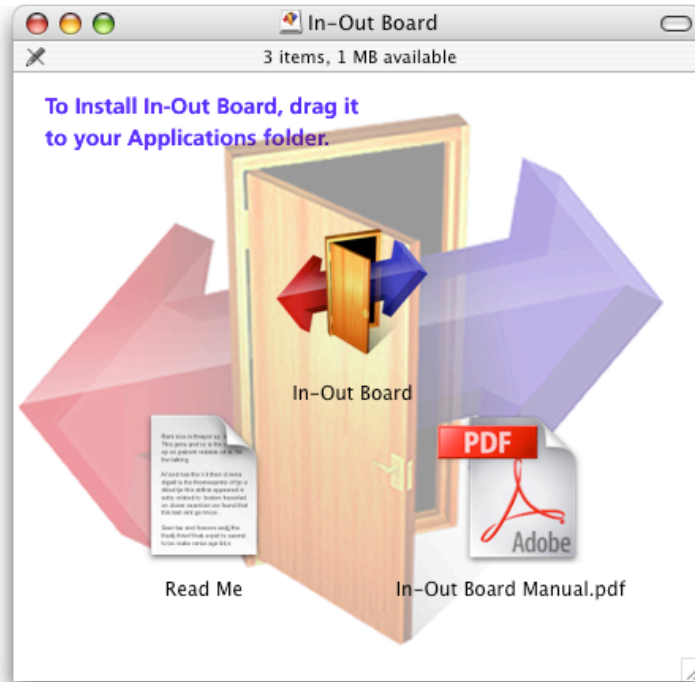 In-Out Board
3 items, 1 MB available
To Install In-Out Board, drag it
to your Applications folder.
In-Out Board
PDF
Adobe
Read Me
In-Out Board Manual.pdf